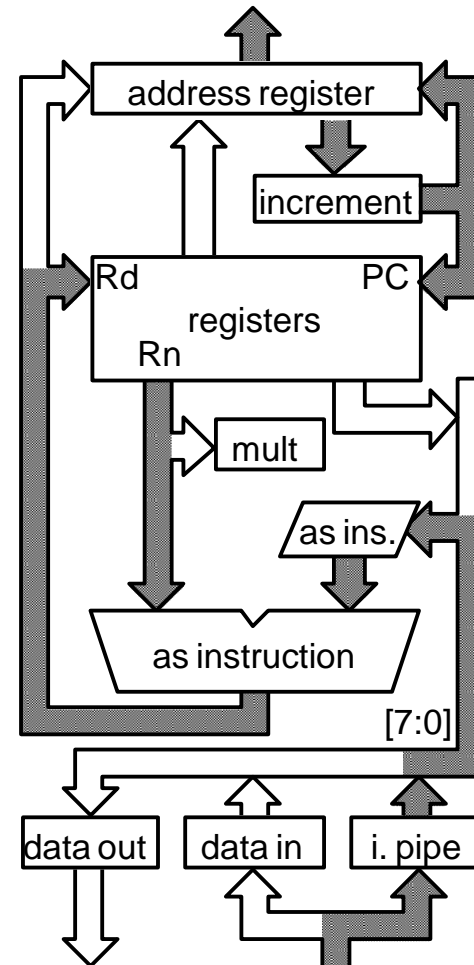 address register
increment
Rd
PC
registers
Rn
mult
as ins.
as instruction
[7:0]
data out
data in
i. pipe